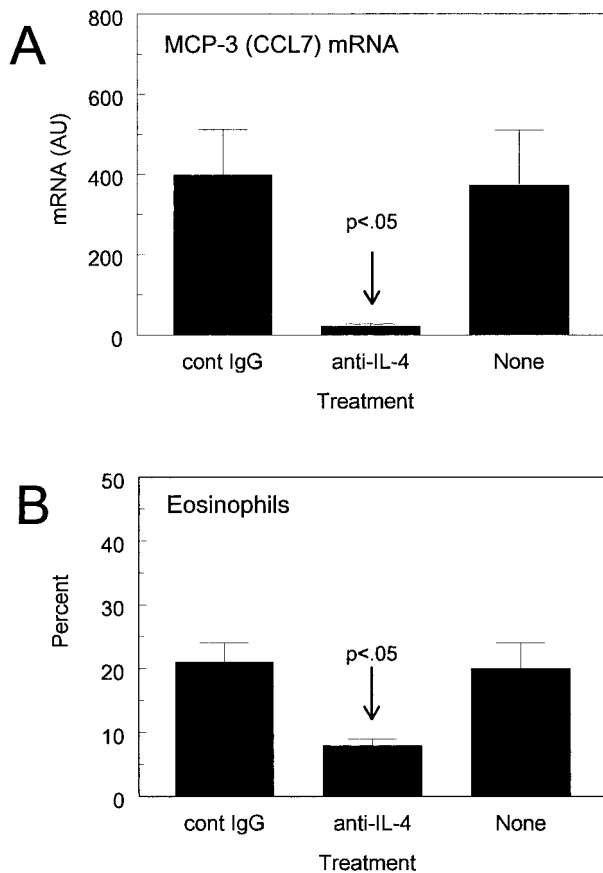 A
MCP-3 (CCL7) mRNA
800
600
400
200
0
mRNA (AU)
p<.05
cont IgG anti-IL-4 None
Treatment
B
Eosinophils
50
40
30
20
10
0
Percent
p<.05
cont IgG anti-IL-4 None
Treatment